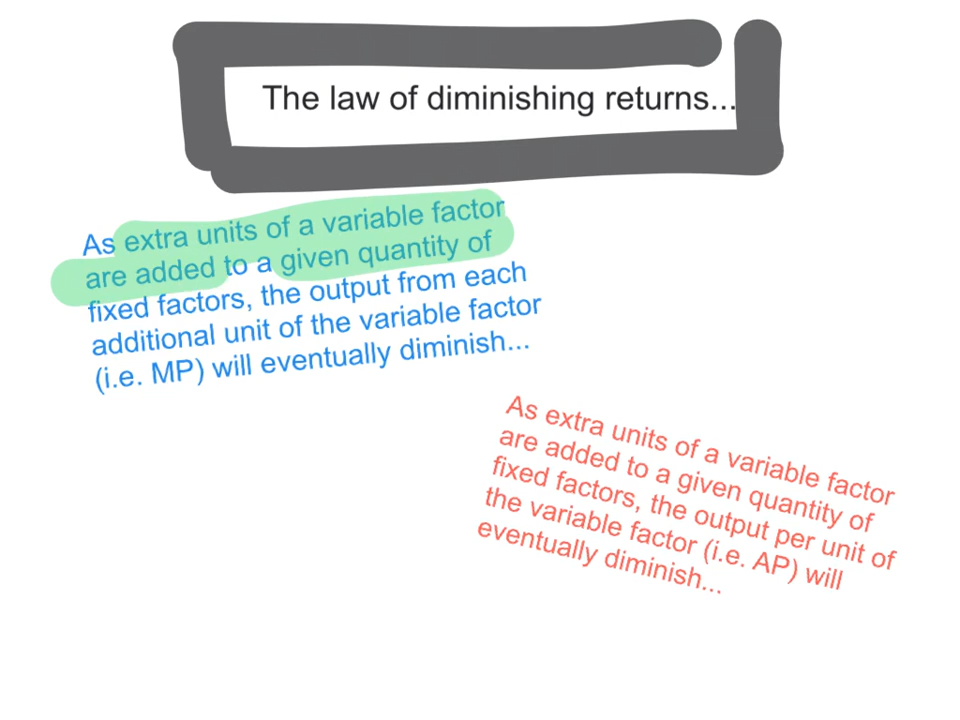 The law of diminishing returns...
As extra units of a variable factor
are added to a given quantity of
fixed factors, the output from each
additional unit of the variable factor
(i.e. MP) will eventually diminish...
As extra units of a variable factor
are added to a given quantity of
fixed factors, the output per unit of
the variable factor (i.e. AP) will
eventually diminish...